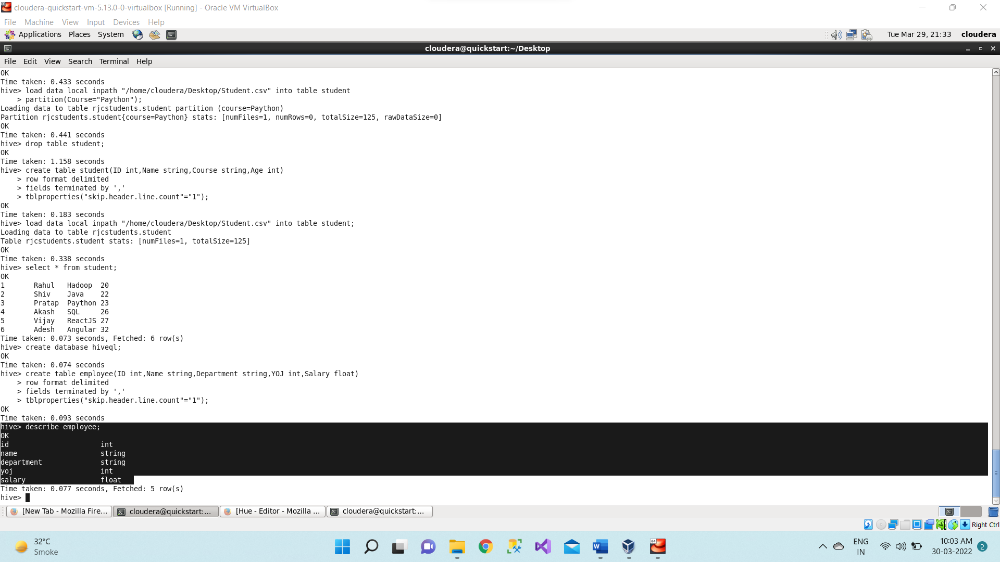 cloudera-quickstart-vm-5.13.0-0-virtualbox [Running] - Oracle VM VirtualBox
File Machine View Input Devices Help
Applications Places System Tue Mar 29, 21:33 cloudera
cloudera@quickstart:~/Desktop
File Edit View Search Terminal Help
OK
Time taken: 0.433 seconds
hive> load data local inpath "/home/cloudera/Desktop/Student.csv" into table student
    > partition(Course="Paython");
Loading data to table rjcstudents.student partition (course=Paython)
Partition rjcstudents.student{course=Paython} stats: [numFiles=1, numRows=0, totalSize=125, rawDataSize=0]
OK
Time taken: 0.441 seconds
hive> drop table student;
OK
Time taken: 1.158 seconds
hive> create table student(ID int,Name string,Course string,Age int)
    > row format delimited
    > fields terminated by ','
    > tblproperties("skip.header.line.count"="1");
OK
Time taken: 0.183 seconds
hive> load data local inpath "/home/cloudera/Desktop/Student.csv" into table student;
Loading data to table rjcstudents.student
Table rjcstudents.student stats: [numFiles=1, totalSize=125]
OK
Time taken: 0.338 seconds
hive> select * from student;
OK
1       Rahul   Hadoop  20
2       Shiv    Java    22
3       Pratap  Paython 23
4       Akash   SQL     26
5       Vijay   ReactJS 27
6       Adesh   Angular 32
Time taken: 0.073 seconds, Fetched: 6 row(s)
hive> create database hiveql;
OK
Time taken: 0.074 seconds
hive> create table employee(ID int,Name string,Department string,YOJ int,Salary float)
    > row format delimited
    > fields terminated by ','
    > tblproperties("skip.header.line.count"="1");
OK
Time taken: 0.093 seconds
hive> describe employee;
OK
id                      int
name                    string
department              string
yoj                     int
salary                  float
Time taken: 0.077 seconds, Fetched: 5 row(s)
hive>
[New Tab - Mozilla Fire... cloudera@quickstart:... [Hue - Editor - Mozilla ... cloudera@quickstart:...
Right Ctrl
32°C
Smoke
ENG
IN
10:03 AM
30-03-2022
2